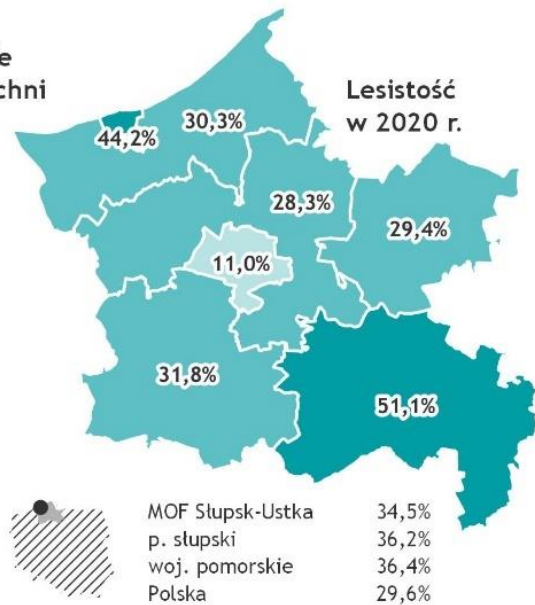 e
chni
Lesistość
w 2020 r.
44,2%
30,3%
28,3%
29,4%
11,0%
31,8%
51,1%
MOF Słupsk-Ustka 34,5%
p. słupski 36,2%
woj. pomorskie 36,4%
Polska 29,6%